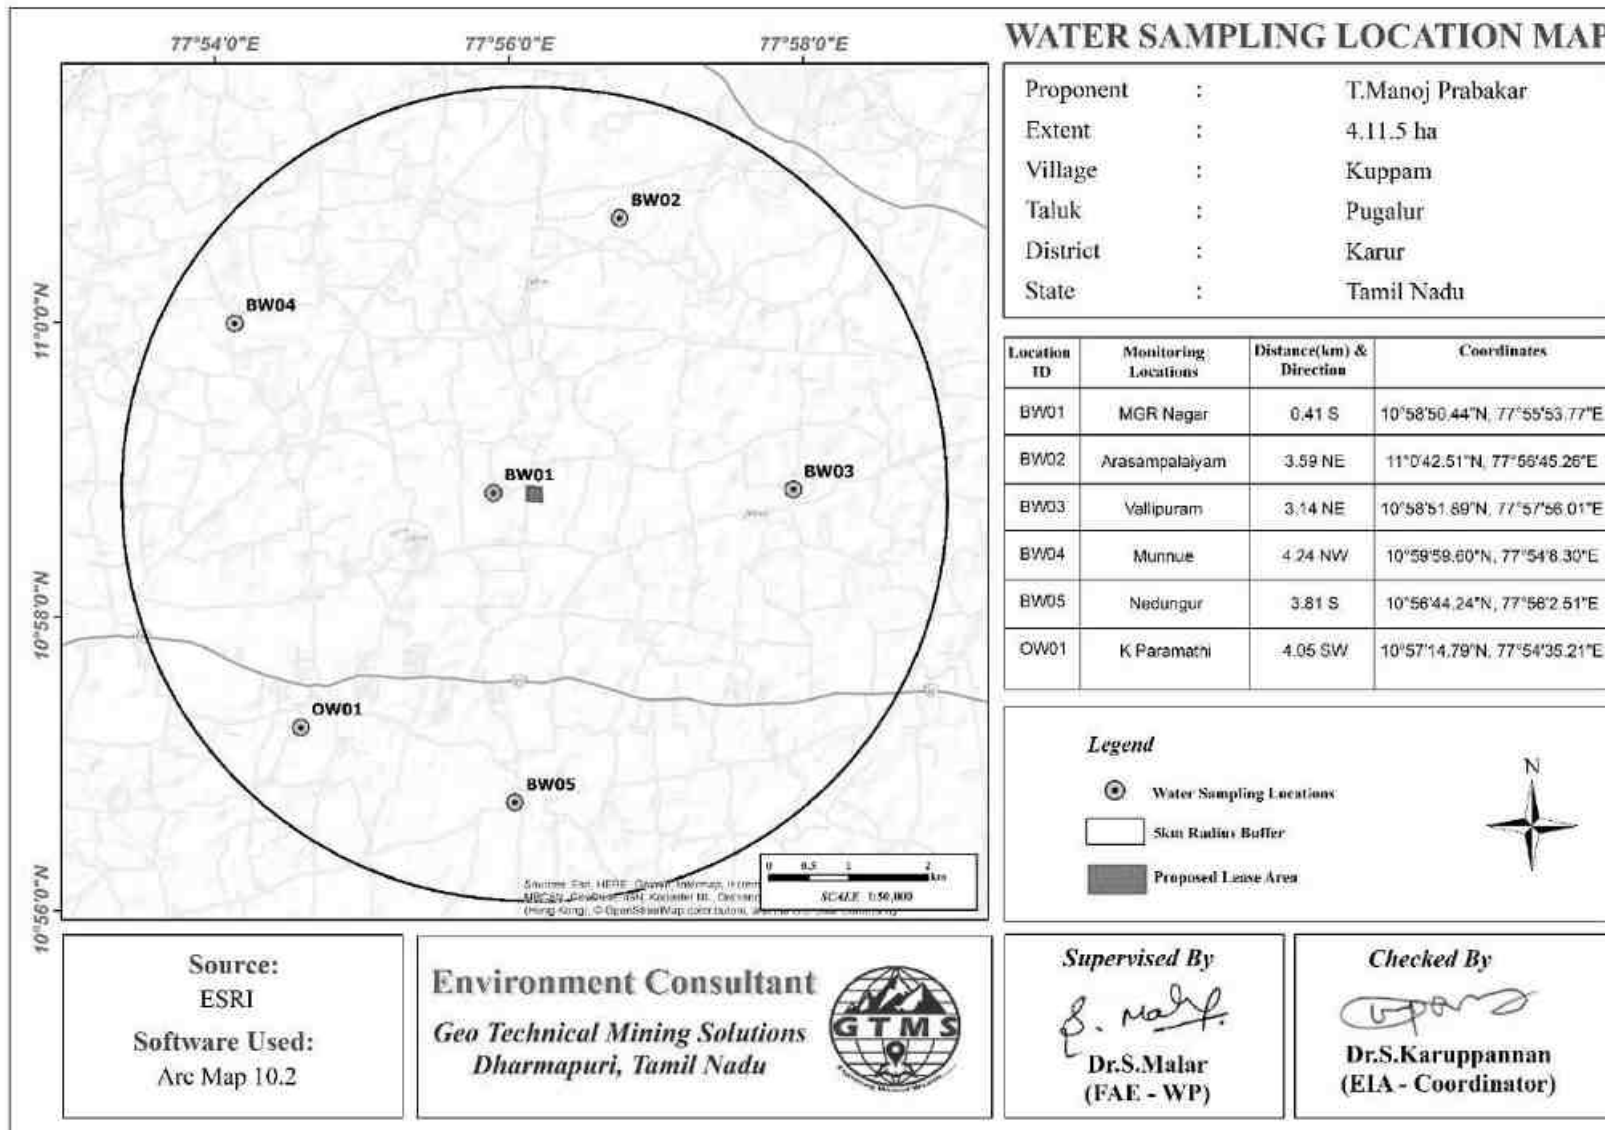 WATER SAMPLING LOCATION MAP
77°54'0"E 77°56'0"E 77°58'0"E
11°0'0"N
10°58'0"N
10°56'0"N
BW02
BW04
BW01
BW03
OW01
BW05
0 0.5 1 2
km
SCALE 1:50,000
Proponent : T.Manoj Prabakar
Extent : 4.11.5 ha
Village : Kuppam
Taluk : Pugalur
District : Karur
State : Tamil Nadu
Location ID Monitoring Locations Distance(km) & Direction Coordinates
BW01 MGR Nagar 0.41 S 10°58'50.44"N, 77°55'53.77"E
BW02 Arasampalaiyam 3.59 NE 11°0'42.51"N, 77°56'45.26"E
BW03 Vallipuram 3.14 NE 10°58'51.89"N, 77°57'56.01"E
BW04 Munnue 4.24 NW 10°59'59.60"N, 77°54'8.30"E
BW05 Nedungur 3.81 S 10°56'44.24"N, 77°56'2.51"E
OW01 K Paramathi 4.05 SW 10°57'14.79"N, 77°54'35.21"E
Legend
Water Sampling Locations
5km Radius Buffer
Proposed Lease Area
N
Source:
ESRI
Software Used:
Arc Map 10.2
Environment Consultant
Geo Technical Mining Solutions
Dharmapuri, Tamil Nadu
GTMS
Supervised By
S. Malar
Dr.S.Malar
(FAE - WP)
Checked By
Dr.S.Karuppannan
(EIA - Coordinator)